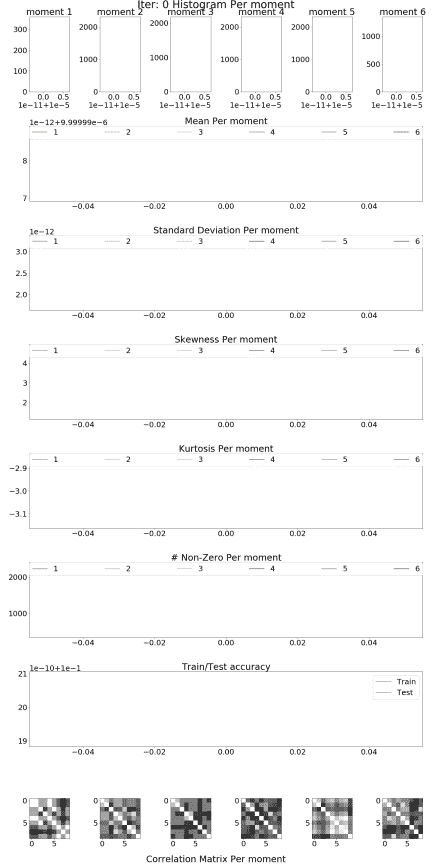 Iter: 0 Histogram Per moment
moment 1 moment 2 moment 3 moment 4 moment 5 moment 6
300 200 100 0
2000 1000 0
2000 1000 0
2000 1000 0
2000 1000 0
1000 500 0
0.0 0.5 0.0 0.5 0.0 0.5 0.0 0.5 0.0 0.5 0.0 0.5
1e−11+1e−5 1e−11+1e−5 1e−11+1e−5 1e−11+1e−5 1e−11+1e−5 1e−11+1e−5
1e−12+9.99999e−6 Mean Per moment
1 2 3 4 5 6
8
7
−0.04 −0.02 0.00 0.02 0.04
1e−12 Standard Deviation Per moment
1 2 3 4 5 6
3.0
2.5
2.0
−0.04 −0.02 0.00 0.02 0.04
Skewness Per moment
1 2 3 4 5 6
4
3
2
−0.04 −0.02 0.00 0.02 0.04
Kurtosis Per moment
1 2 3 4 5 6
−2.9
−3.0
−3.1
−0.04 −0.02 0.00 0.02 0.04
# Non-Zero Per moment
1 2 3 4 5 6
2000
1000
−0.04 −0.02 0.00 0.02 0.04
1e−10+1e−1 Train/Test accuracy
21
Train
Test
20
19
−0.04 −0.02 0.00 0.02 0.04
0 0 0 0 0 0
5 5 5 5 5 5
0 5 0 5 0 5 0 5 0 5 0 5
Correlation Matrix Per moment